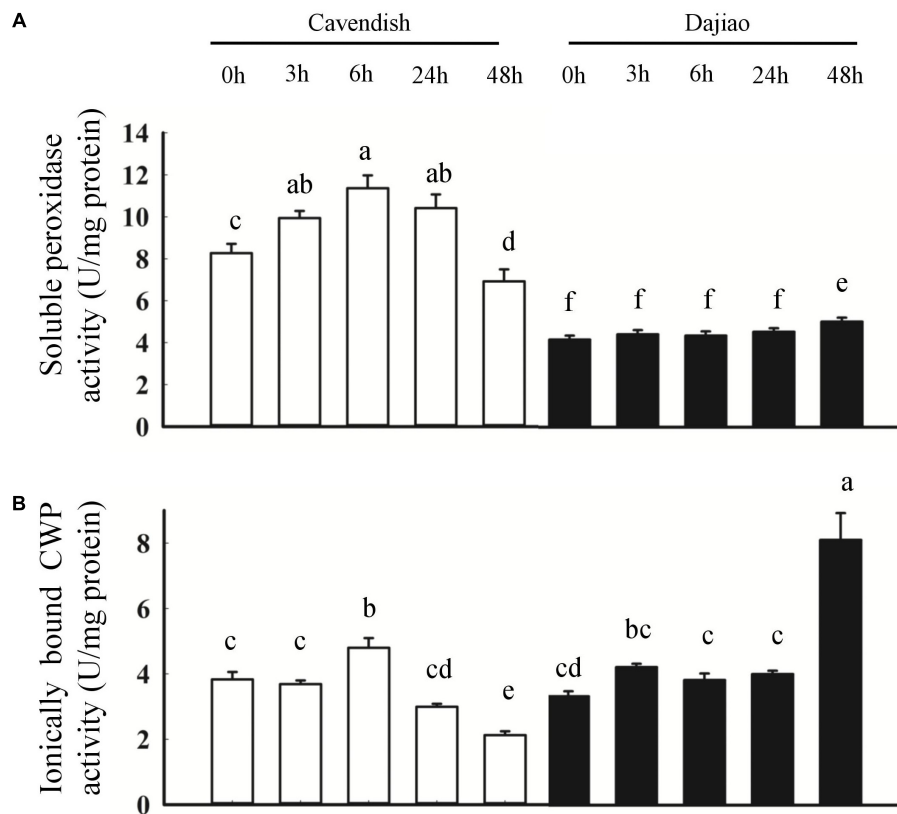 A
Cavendish Dajiao
0h 3h 6h 24h 48h 0h 3h 6h 24h 48h
Soluble peroxidase
activity (U/mg protein)
14
12
10
8
6
4
2
0
c ab a ab d f f f f e
B
Ionically bound CWP
activity (U/mg protein)
8
6
4
2
0
c c b cd e cd bc c c a